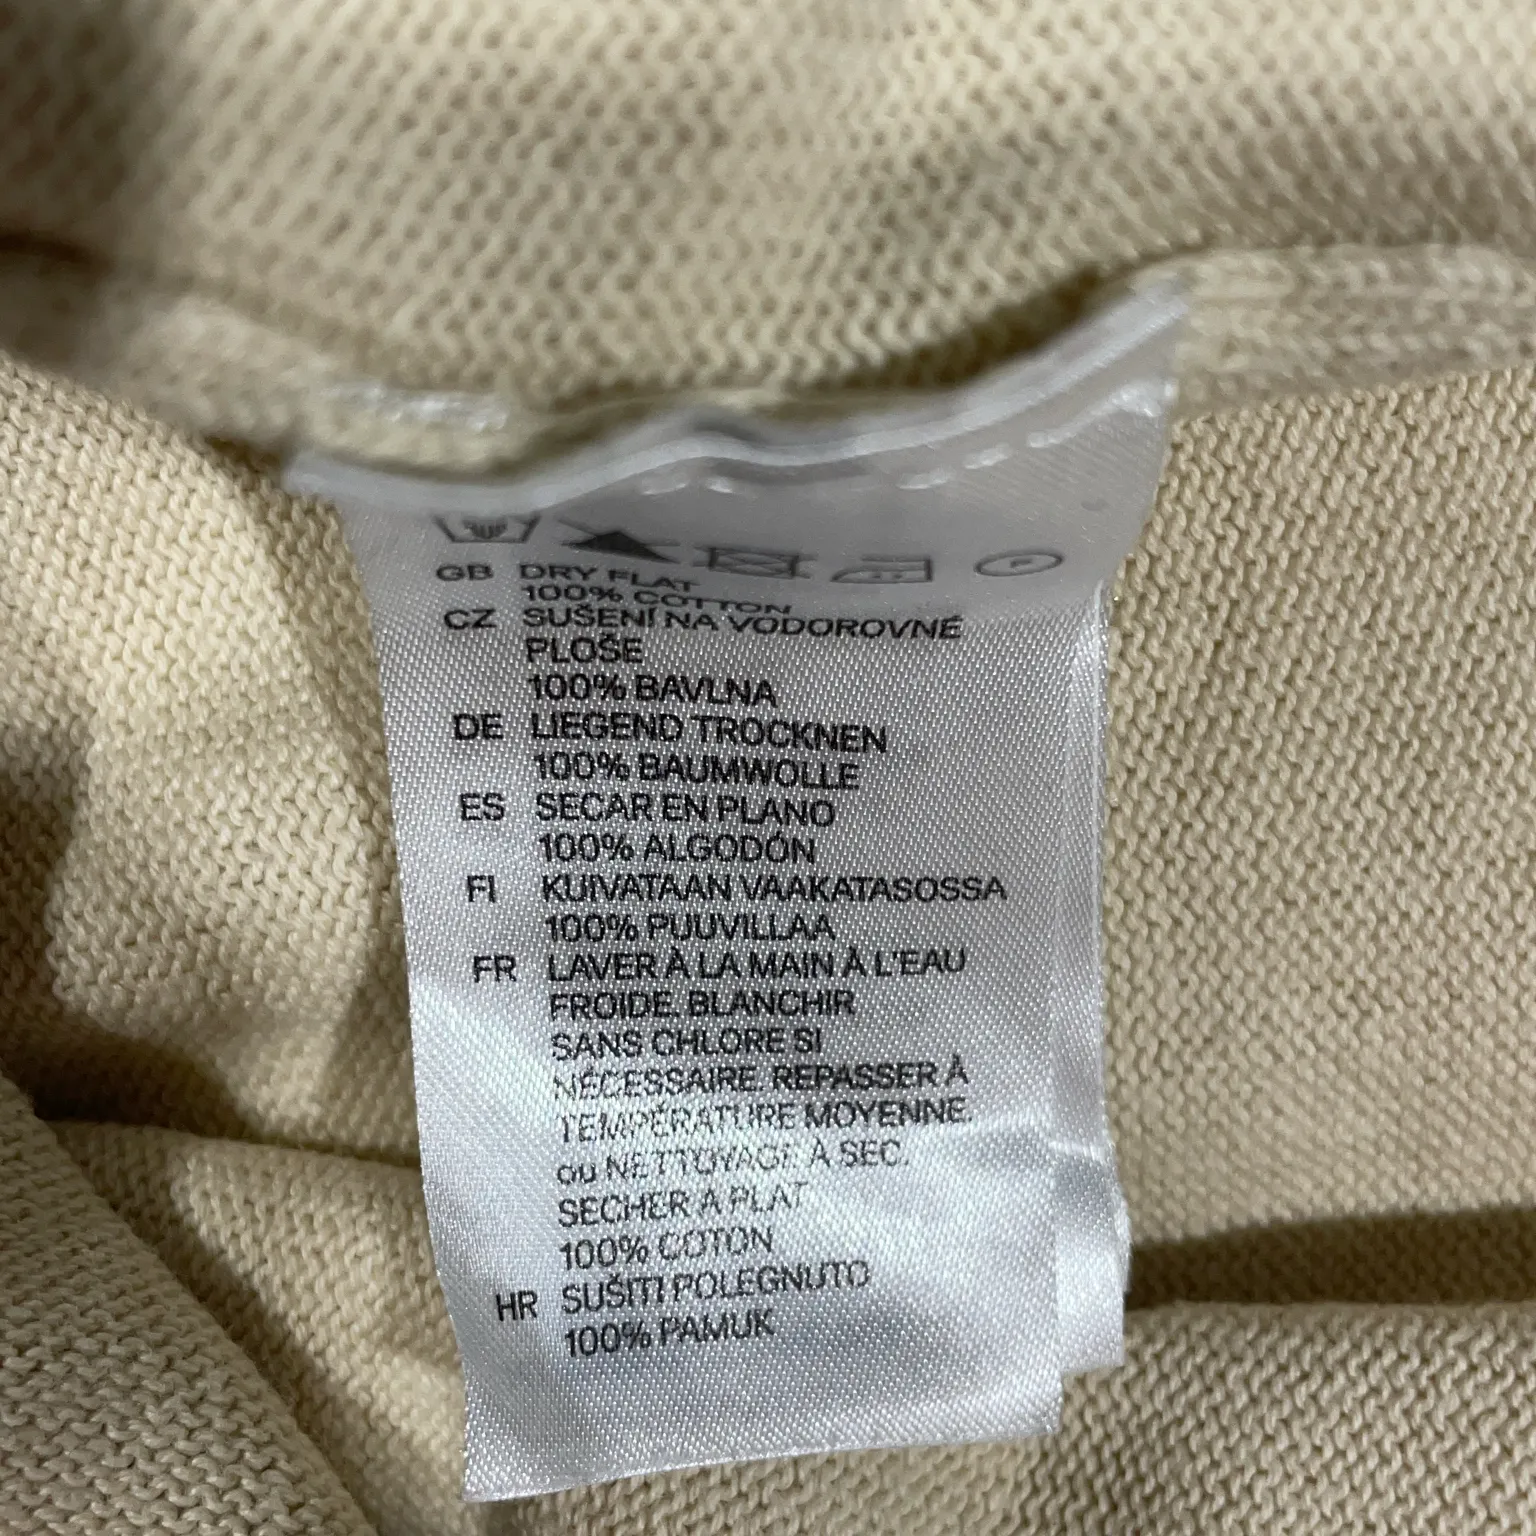 GB DRY FLAT
100% COTTON
CZ SUŠENÍ NA VODOROVNÉ
PLOŠE
100% BAVLNA
DE LIEGEND TROCKNEN
100% BAUMWOLLE
ES SECAR EN PLANO
100% ALGODÓN
FI KUIVATAAN VAAKATASOSSA
100% PUUVILLAA
FR LAVER À LA MAIN À L'EAU
FROIDE. BLANCHIR
SANS CHLORE SI
NÉCESSAIRE. REPASSER À
TEMPÉRATURE MOYENNE.
ou NETTOYAGE À SEC.
SECHER A PLAT
100% COTON
HR SUŠITI POLEGNUTO
100% PAMUK